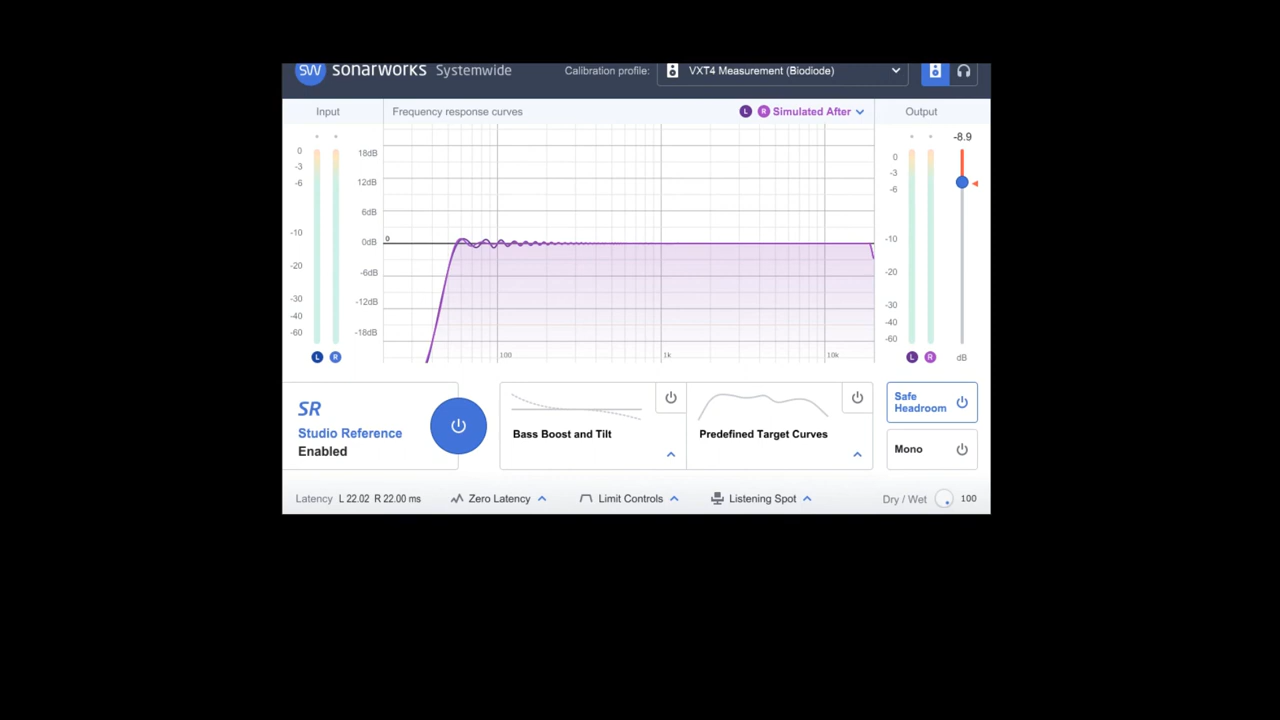 SW sonarworks Systemwide Calibration profile: VXT4 Measurement (Biodiode)
Input Frequency response curves L R Simulated After Output
-8.9
0 18dB 0
-3 -3
-6 12dB -6
6dB
-10 0dB 0 -10
-20 -6dB -20
-30 -12dB -30
-40 -40
-60 -18dB -60
100 1k 10k
L R L R dB
SR
Studio Reference
Enabled
Bass Boost and Tilt
Predefined Target Curves
Safe
Headroom
Mono
Latency L 22.02 R 22.00 ms Zero Latency Limit Controls Listening Spot Dry / Wet 100